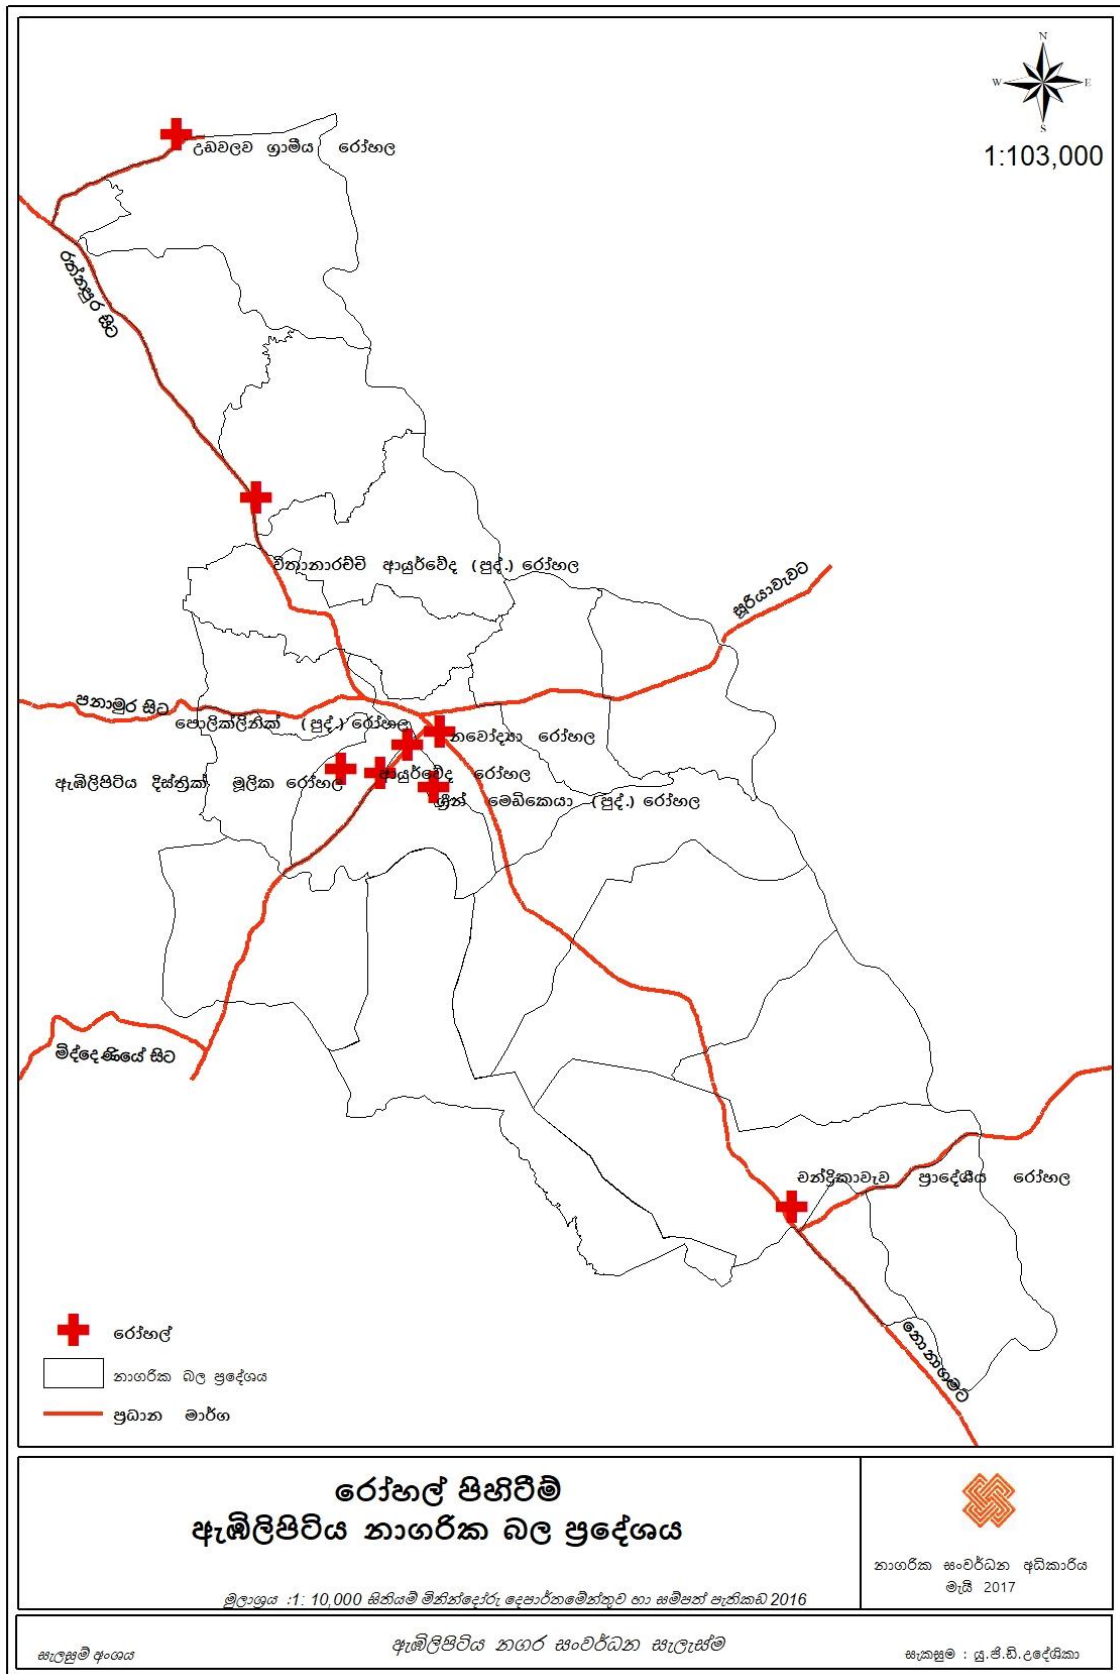 N
W E
S
1:103,000
උඩවලව ග්‍රාමීය රෝහල
රත්නපුර සිට
විතානාරච්චි ආයුර්වේද (පුද්.) රෝහල
සූරියාවැවට
පනාමුර සිට
පොලික්ලිනික් (පුද්.) රෝහල
නවෝද්‍යා රෝහල
ඇඹිලිපිටිය දිස්ත්‍රික් මූලික රෝහල
ආයුර්වේද රෝහල
ග්‍රීන් මෙඩිකෙයා (පුද්.) රෝහල
මිද්දෙණියේ සිට
චන්ද්‍රිකාවැව ප්‍රාදේශීය රෝහල
නොනාගමට
රෝහල්
නාගරික බල ප්‍රදේශය
ප්‍රධාන මාර්ග
රෝහල් පිහිටීම්
ඇඹිලිපිටිය නාගරික බල ප්‍රදේශය
මුලාශ්‍රය :1: 10,000 සිතියම් මිනින්දෝරු දෙපාර්තමේන්තුව හා සම්පත් පැතිකඩ 2016
නාගරික සංවර්ධන අධිකාරිය
මැයි 2017
සැලසුම් අංශය
ඇඹිලිපිටිය නගර සංවර්ධන සැලැස්ම
සැකසුම : යූ.ජී.ඩී.උදේශිකා